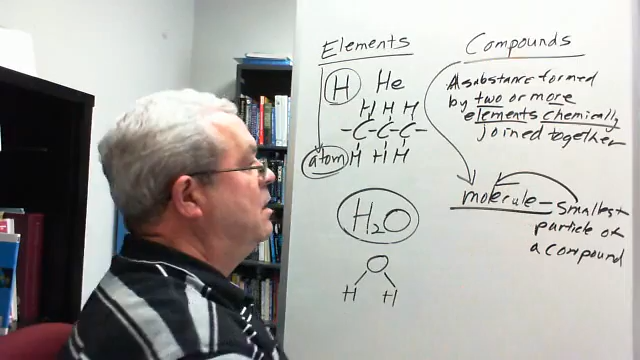 Elements
H He
H H H
-C-C-C-
atom H H H
H₂O
O
H H
Compounds
A substance formed
by two or more
elements chemically
joined together
molecule - smallest
particle of
a compound